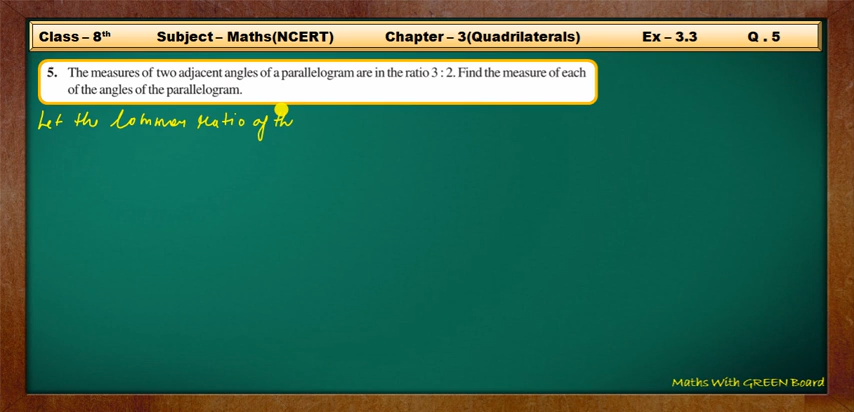 Class – 8th Subject – Maths(NCERT) Chapter – 3(Quadrilaterals) Ex – 3.3 Q . 5
5. The measures of two adjacent angles of a parallelogram are in the ratio 3 : 2. Find the measure of each
of the angles of the parallelogram.
Let the common ratio of th
Maths With GREEN Board